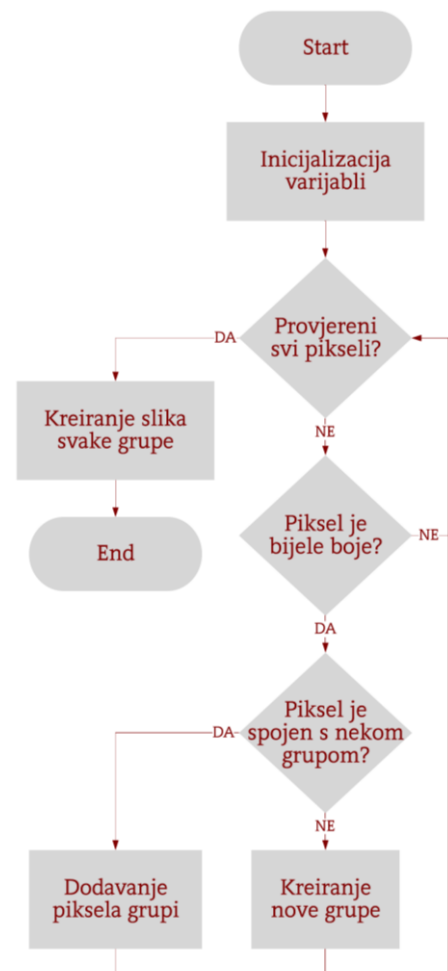 Start
Inicijalizacija
varijabli
Provjereni
svi pikseli?
DA
NE
Kreiranje slika
svake grupe
End
Piksel je
bijele boje?
NE
DA
Piksel je
spojen s nekom
grupom?
DA
NE
Dodavanje
piksela grupi
Kreiranje
nove grupe